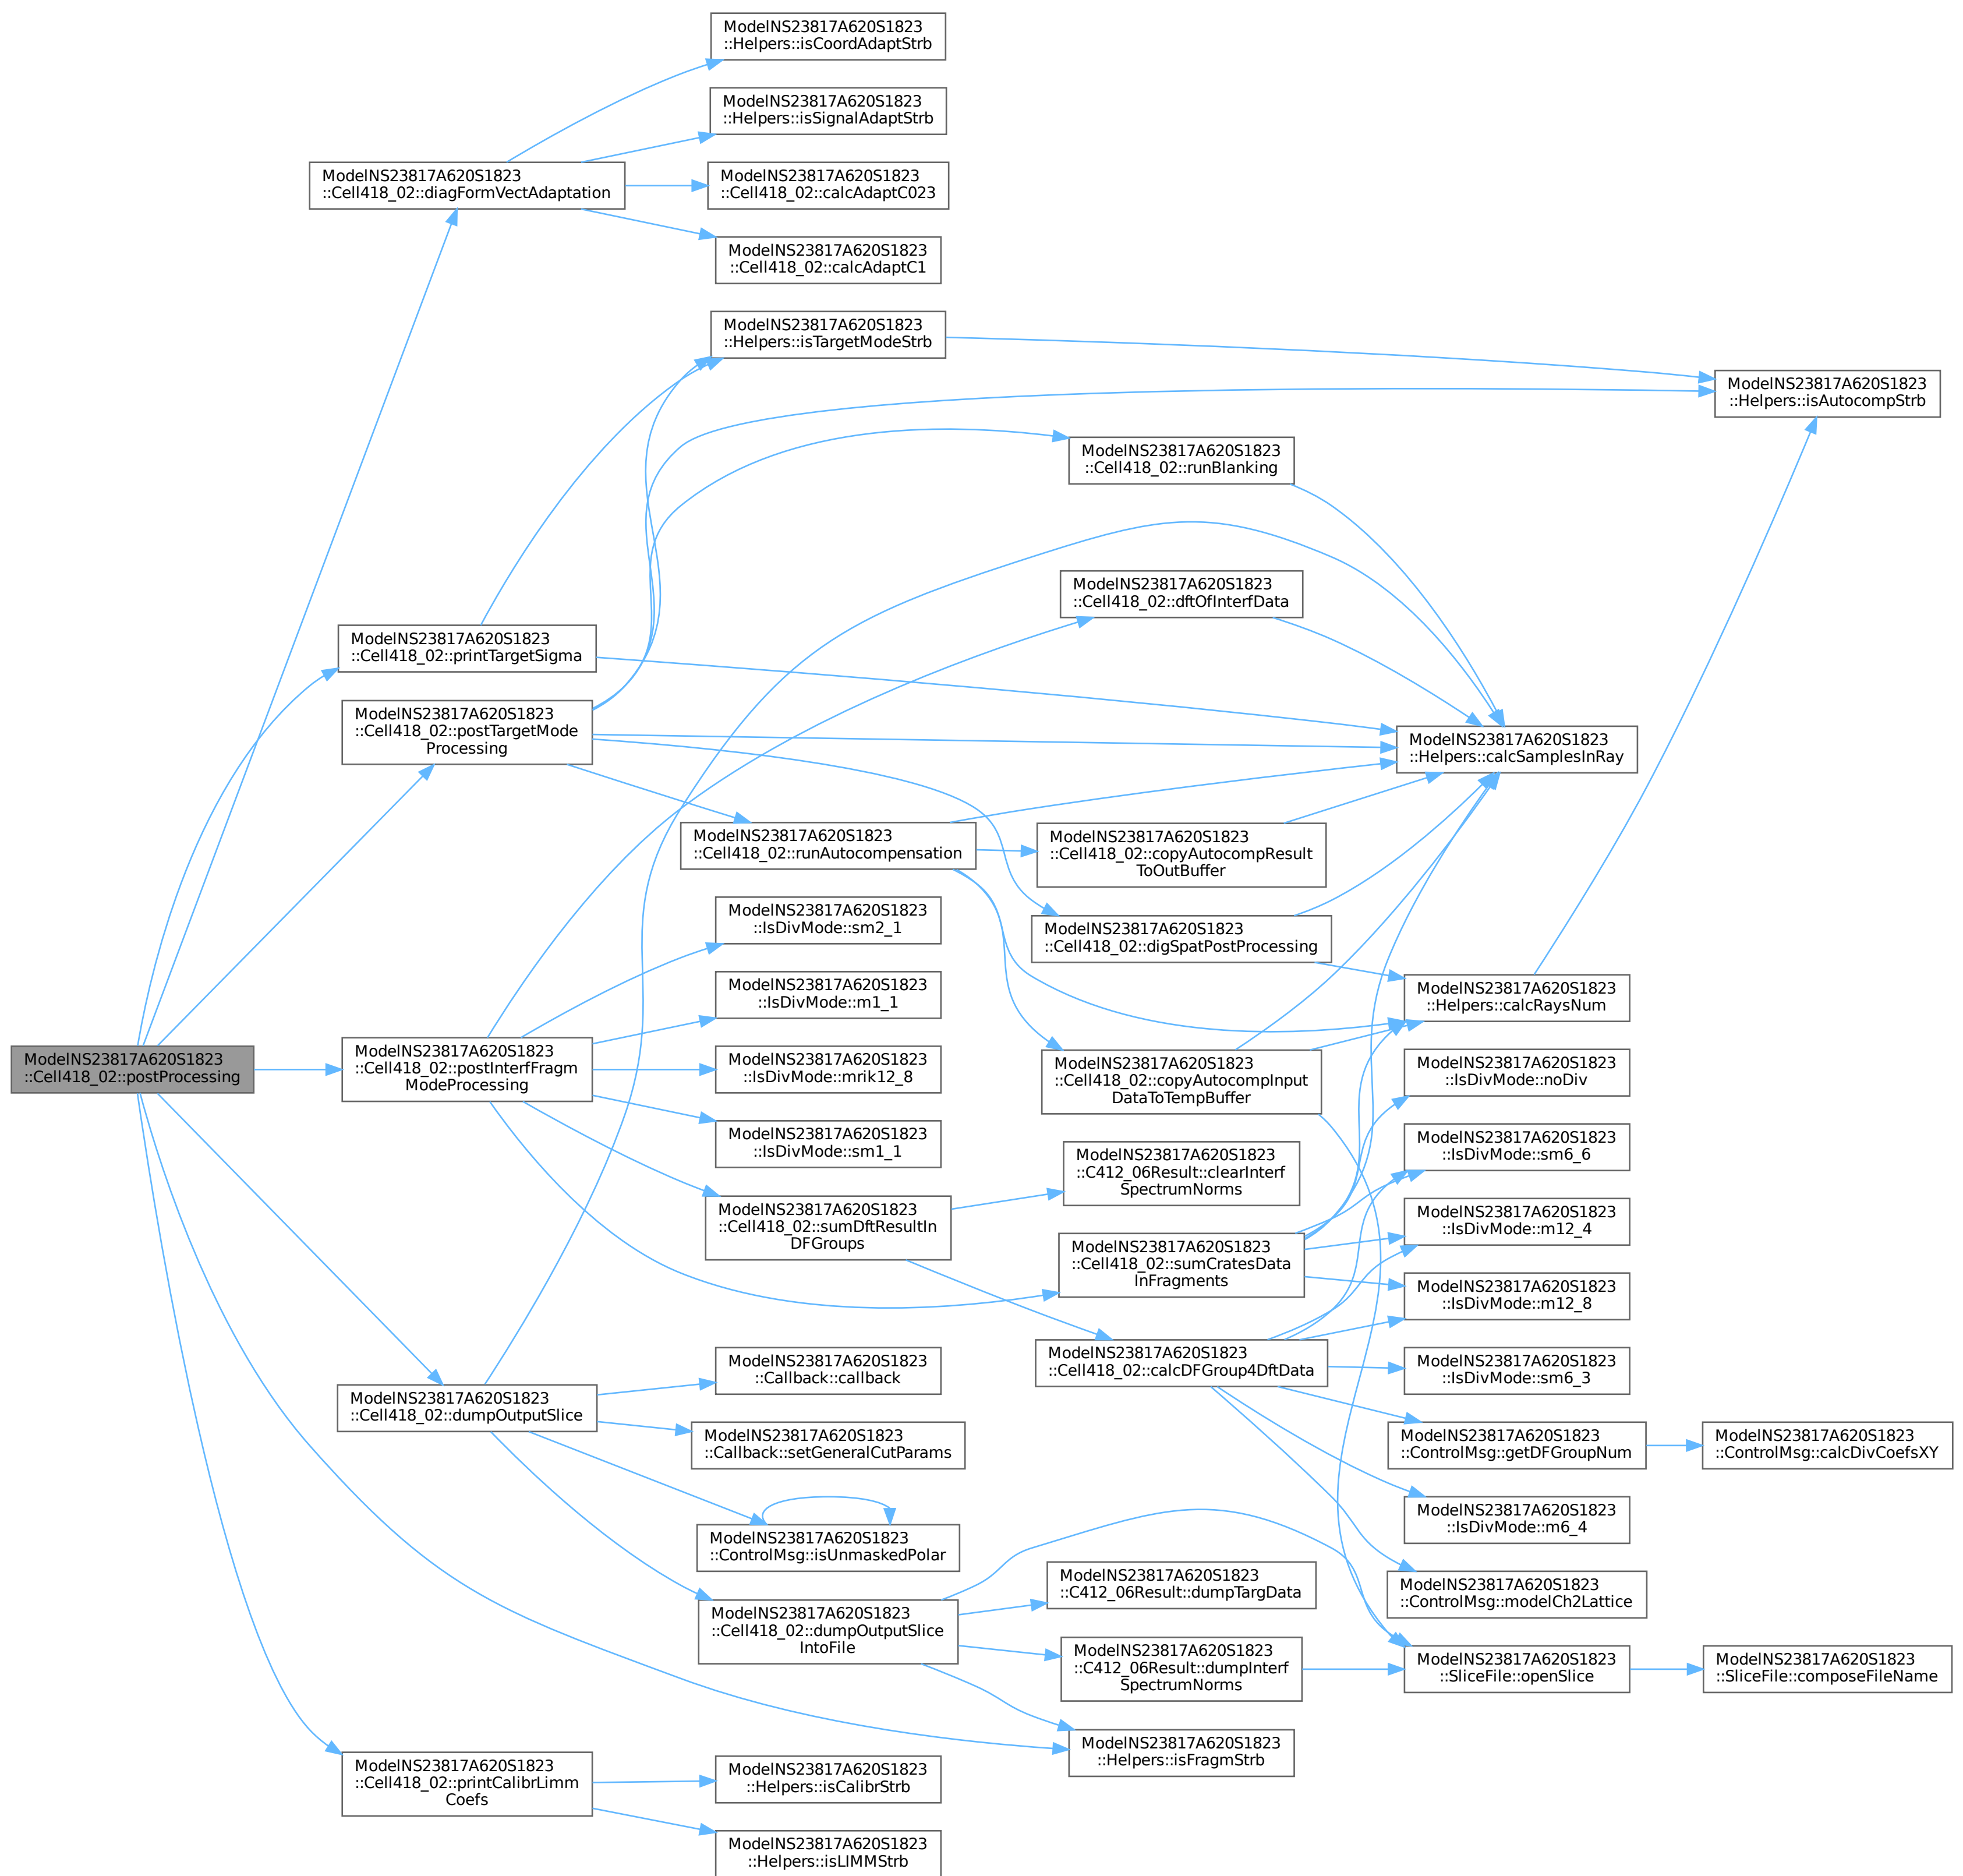 ModelNS23817A620S1823
::Helpers::isCoordAdaptStrb
ModelNS23817A620S1823
::Helpers::isSignalAdaptStrb
ModelNS23817A620S1823
::Cell418_02::diagFormVectAdaptation
ModelNS23817A620S1823
::Cell418_02::calcAdaptC023
ModelNS23817A620S1823
::Cell418_02::calcAdaptC1
ModelNS23817A620S1823
::Helpers::isTargetModeStrb
ModelNS23817A620S1823
::Helpers::isAutocompStrb
ModelNS23817A620S1823
::Cell418_02::runBlanking
ModelNS23817A620S1823
::Cell418_02::dftOfInterfData
ModelNS23817A620S1823
::Cell418_02::printTargetSigma
ModelNS23817A620S1823
::Cell418_02::postTargetMode
Processing
ModelNS23817A620S1823
::Helpers::calcSamplesInRay
ModelNS23817A620S1823
::Cell418_02::runAutocompensation
ModelNS23817A620S1823
::Cell418_02::copyAutocompResult
ToOutBuffer
ModelNS23817A620S1823
::IsDivMode::sm2_1
ModelNS23817A620S1823
::Cell418_02::digSpatPostProcessing
ModelNS23817A620S1823
::IsDivMode::m1_1
ModelNS23817A620S1823
::Helpers::calcRaysNum
ModelNS23817A620S1823
::Cell418_02::postProcessing
ModelNS23817A620S1823
::Cell418_02::postInterfFragm
ModeProcessing
ModelNS23817A620S1823
::IsDivMode::mrik12_8
ModelNS23817A620S1823
::Cell418_02::copyAutocompInput
DataToTempBuffer
ModelNS23817A620S1823
::IsDivMode::noDiv
ModelNS23817A620S1823
::IsDivMode::sm1_1
ModelNS23817A620S1823
::C412_06Result::clearInterf
SpectrumNorms
ModelNS23817A620S1823
::IsDivMode::sm6_6
ModelNS23817A620S1823
::Cell418_02::sumDftResultIn
DFGroups
ModelNS23817A620S1823
::Cell418_02::sumCratesData
InFragments
ModelNS23817A620S1823
::IsDivMode::m12_4
ModelNS23817A620S1823
::IsDivMode::m12_8
ModelNS23817A620S1823
::Callback::callback
ModelNS23817A620S1823
::Cell418_02::calcDFGroup4DftData
ModelNS23817A620S1823
::IsDivMode::sm6_3
ModelNS23817A620S1823
::Cell418_02::dumpOutputSlice
ModelNS23817A620S1823
::Callback::setGeneralCutParams
ModelNS23817A620S1823
::ControlMsg::getDFGroupNum
ModelNS23817A620S1823
::ControlMsg::calcDivCoefsXY
ModelNS23817A620S1823
::ControlMsg::isUnmaskedPolar
ModelNS23817A620S1823
::IsDivMode::m6_4
ModelNS23817A620S1823
::Cell418_02::dumpOutputSlice
IntoFile
ModelNS23817A620S1823
::C412_06Result::dumpTargData
ModelNS23817A620S1823
::ControlMsg::modelCh2Lattice
ModelNS23817A620S1823
::C412_06Result::dumpInterf
SpectrumNorms
ModelNS23817A620S1823
::SliceFile::openSlice
ModelNS23817A620S1823
::SliceFile::composeFileName
ModelNS23817A620S1823
::Helpers::isFragmStrb
ModelNS23817A620S1823
::Cell418_02::printCalibrLimm
Coefs
ModelNS23817A620S1823
::Helpers::isCalibrStrb
ModelNS23817A620S1823
::Helpers::isLIMMStrb